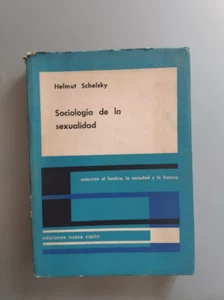 Helmut Schelsky
Sociología de la
sexualidad
colección el hombre, la sociedad y la historia
ediciones nueva visión